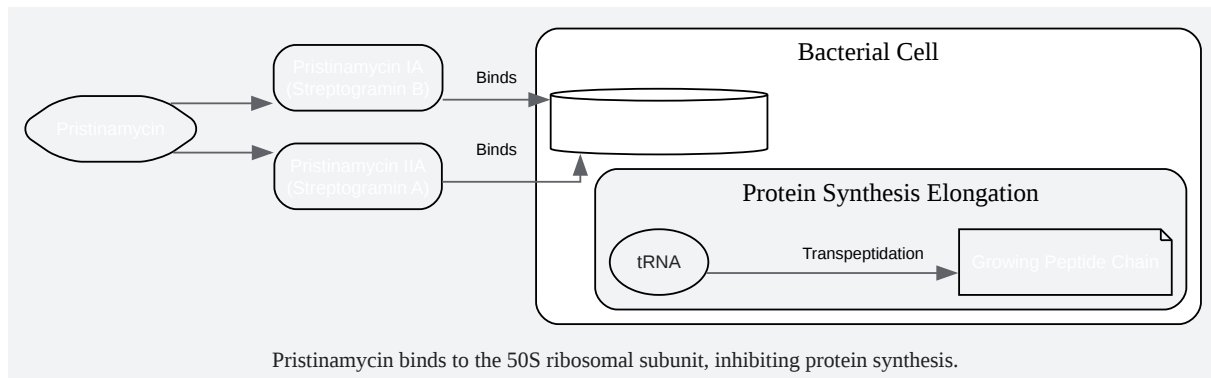 Bacterial Cell
Pristinamycin IA
(Streptogramin B)
Binds
Pristinamycin
Binds
Pristinamycin IIA
(Streptogramin A)
Protein Synthesis Elongation
tRNA
Transpeptidation
Growing Peptide Chain
Pristinamycin binds to the 50S ribosomal subunit, inhibiting protein synthesis.